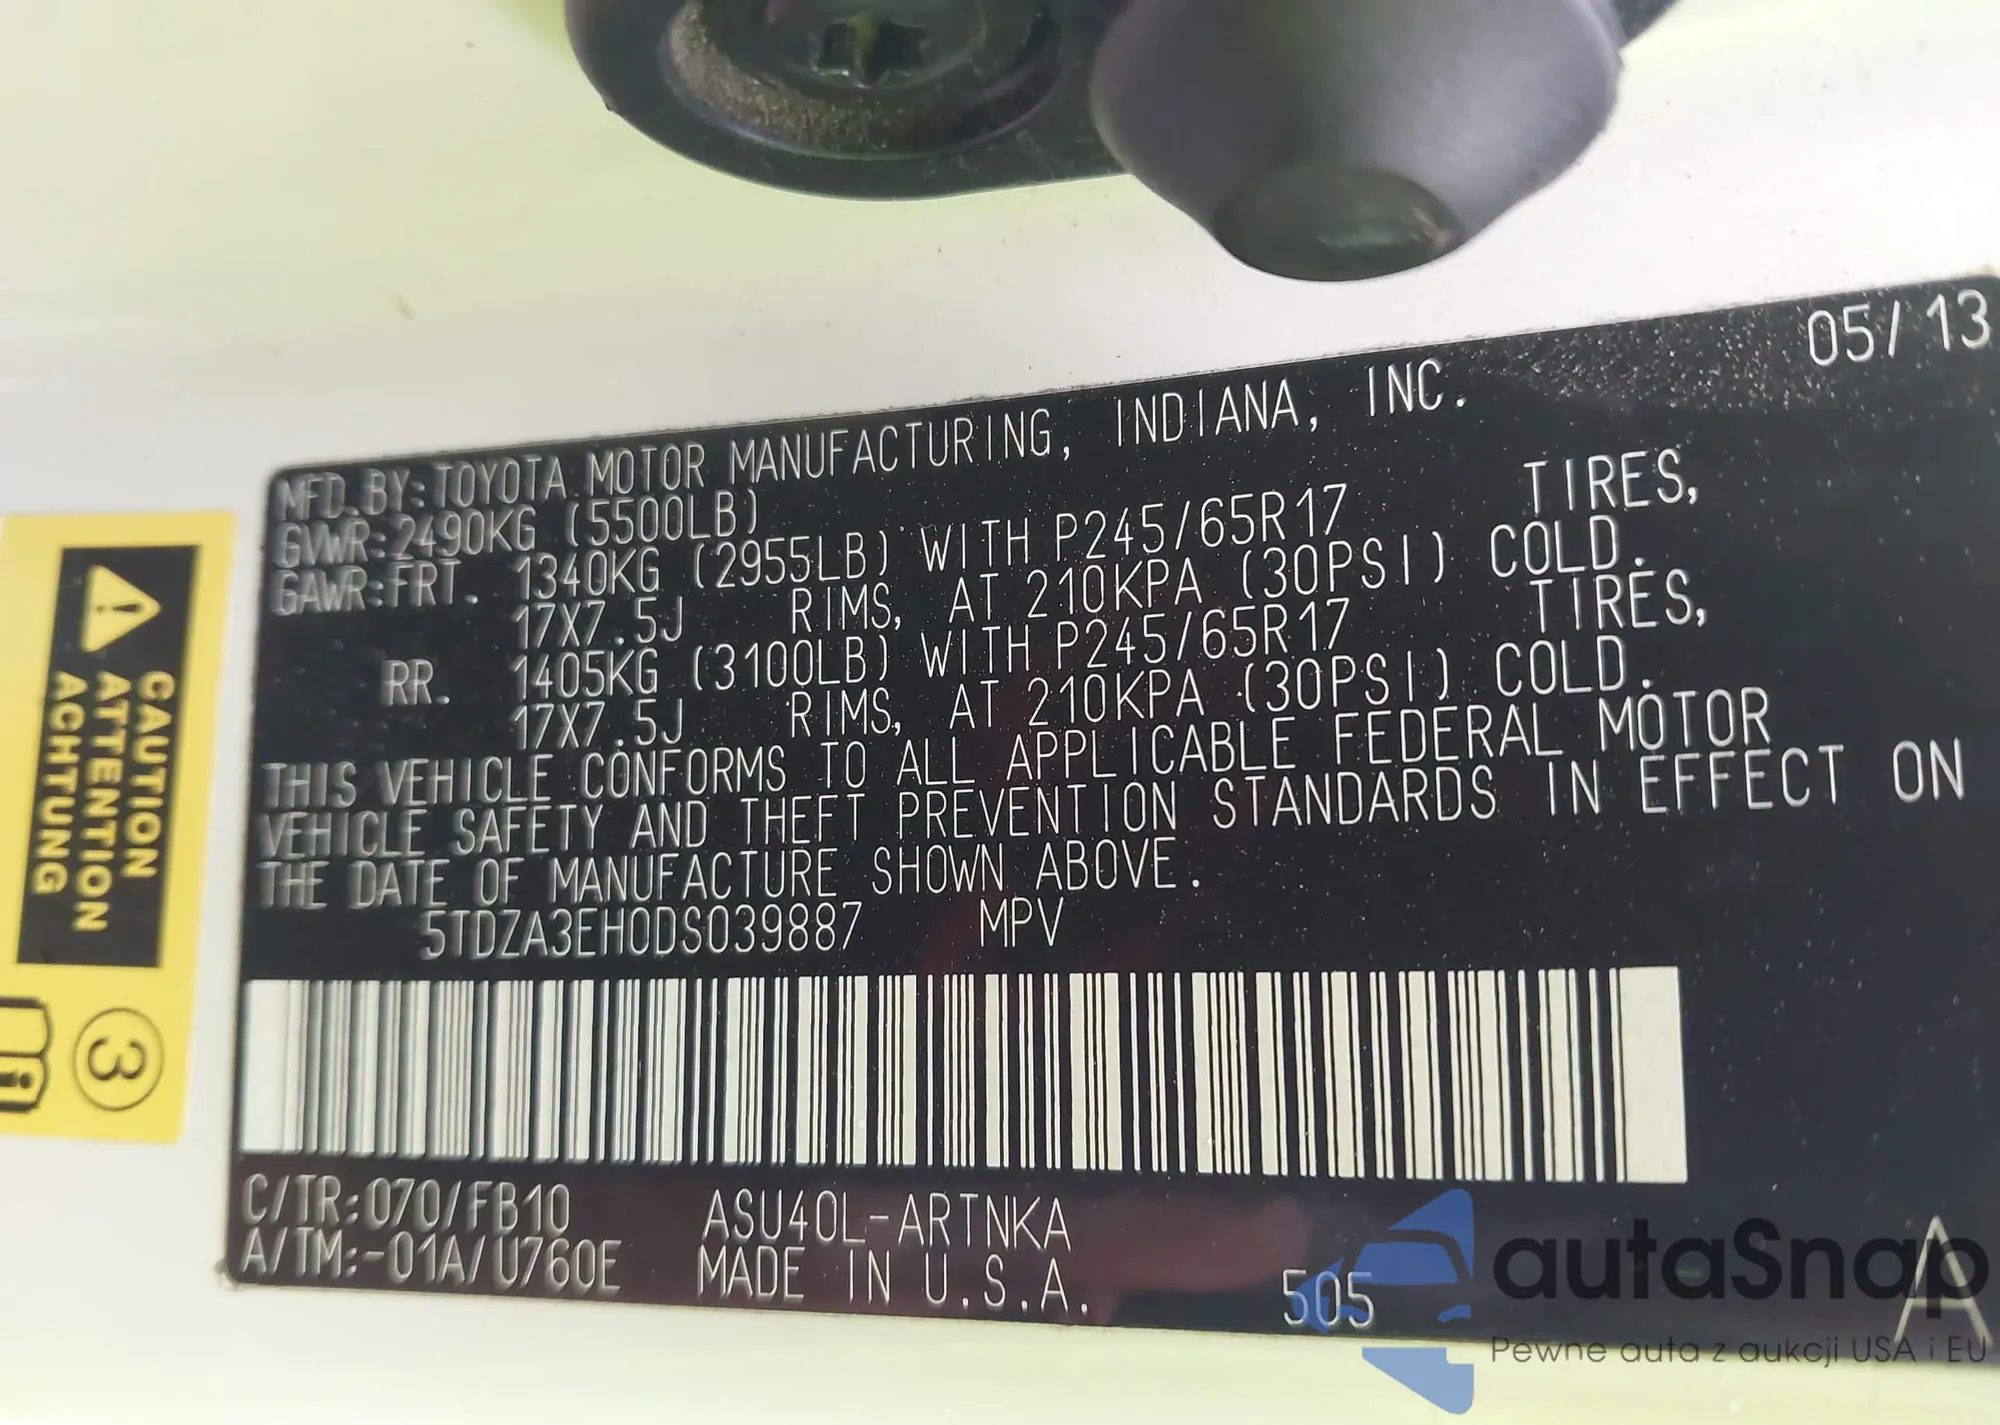 05/13
MFD.BY:TOYOTA MOTOR MANUFACTURING, INDIANA, INC.
GVWR:2490KG (5500LB)
GAWR:FRT. 1340KG (2955LB) WITH P245/65R17 TIRES,
17X7.5J RIMS, AT 210KPA (30PSI) COLD.
RR. 1405KG (3100LB) WITH P245/65R17 TIRES,
17X7.5J RIMS, AT 210KPA (30PSI) COLD.
THIS VEHICLE CONFORMS TO ALL APPLICABLE FEDERAL MOTOR
VEHICLE SAFETY AND THEFT PREVENTION STANDARDS IN EFFECT ON
THE DATE OF MANUFACTURE SHOWN ABOVE.
5TDZA3EH0DS039887 MPV
C/TR:070/FB10 ASU40L-ARTNKA
A/TM:-01A/U760E MADE IN U.S.A.
505
A
CAUTION
ATTENTION
ACHTUNG
3
i
autaSnap
Pewne auta z aukcji USA i EU